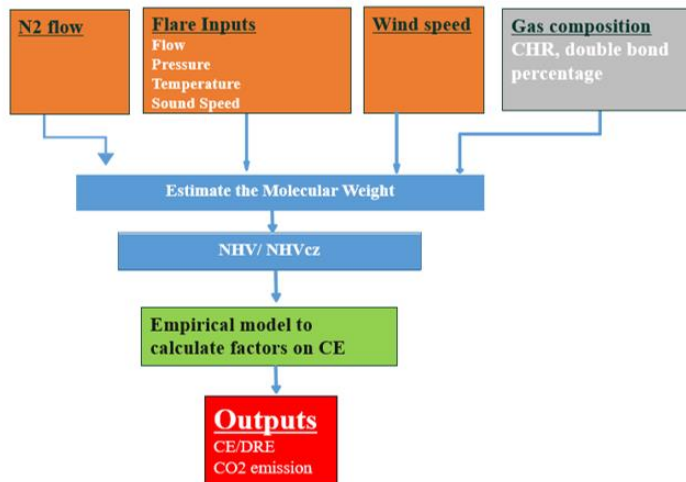 N2 flow
Flare Inputs
Flow
Pressure
Temperature
Sound Speed
Wind speed
Gas composition
CHR, double bond
percentage
Estimate the Molecular Weight
NHV/ NHVcz
Empirical model to
calculate factors on CE
Outputs
CE/DRE
CO2 emission